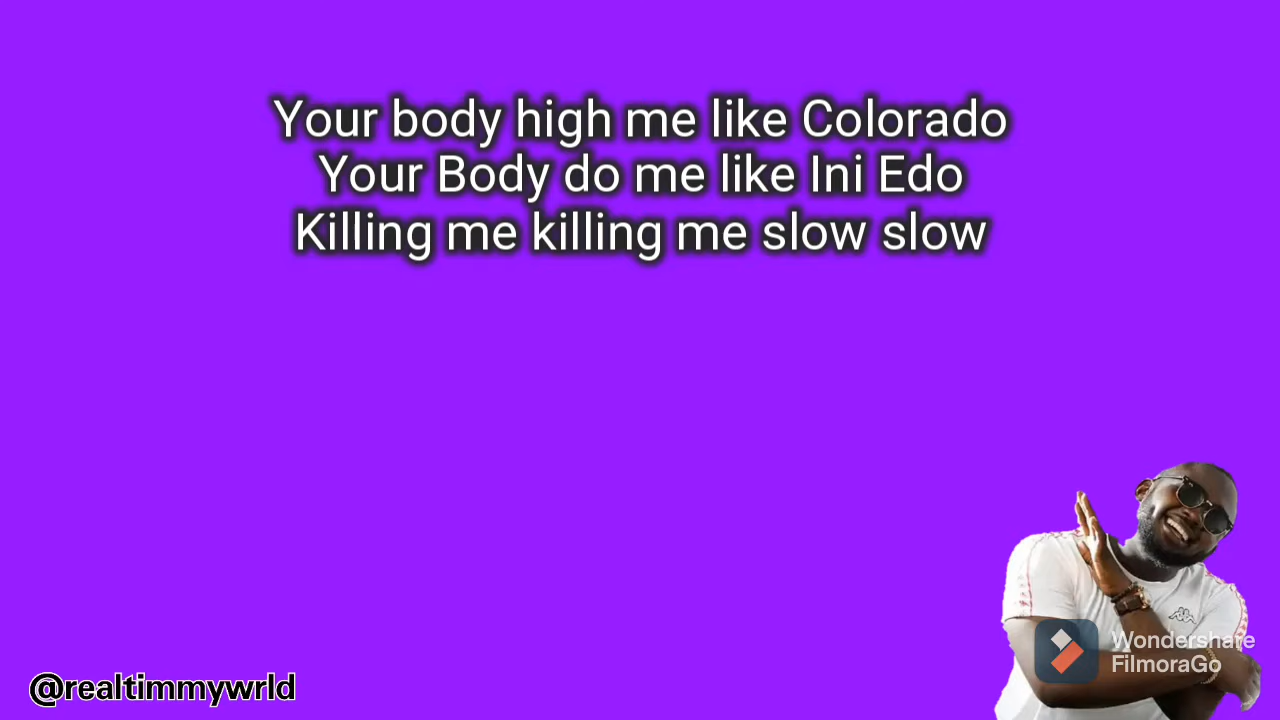 Your body high me like Colorado
Your Body do me like Ini Edo
Killing me killing me slow slow
Wondershare
FilmoraGo
@realtimmywrld